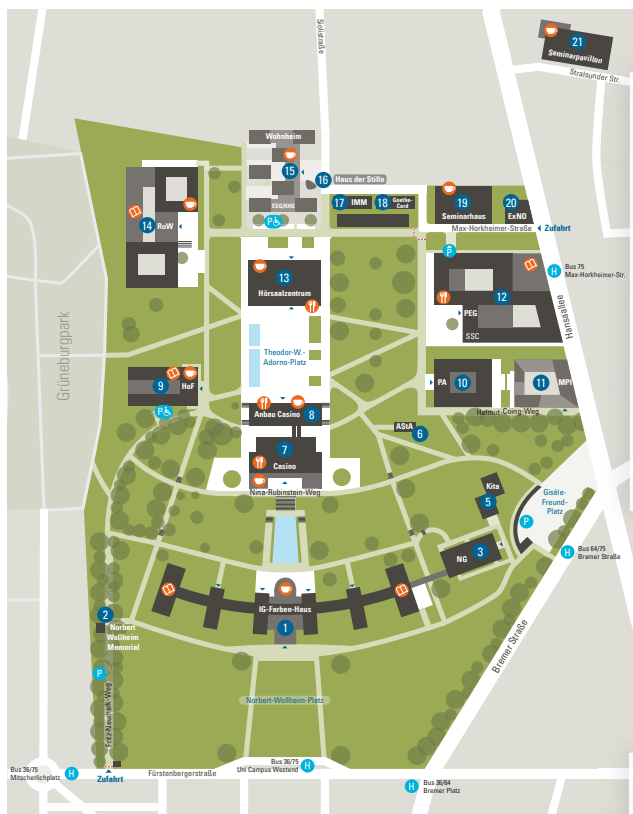 Siolistraße
21
Seminarpavillon
Stralsunder Str.
Wohnheim
15
16
Haus der Stille
ESG/KHG
P
17
IMM
18
Goethe-
Card
19
Seminarhaus
20
ExNO
Max-Horkheimer-Straße
Zufahrt
14
RuW
P
H
Bus 75
Max-Horkheimer-Str.
13
Hörsaalzentrum
12
PEG
SSC
Hansaallee
Grüneburgpark
Theodor-W.-
Adorno-Platz
9
HoF
P
PA
10
11
MPI
Helmut-Coing-Weg
Anbau Casino
8
AStA
6
7
Casino
Nina-Rubinstein-Weg
Kita
5
Gisèle-
Freund-
Platz
P
NG
3
H
Bus 64/75
Bremer Straße
IG-Farben-Haus
1
2
Norbert
Wollheim
Memorial
P
Fritz-Neumark-Weg
Bremer Straße
Norbert-Wollheim-Platz
Bus 36/75
Mitscherlichplatz
H
Zufahrt
Fürstenbergerstraße
Bus 36/75
Uni Campus Westend
H
H
Bus 36/64
Bremer Platz